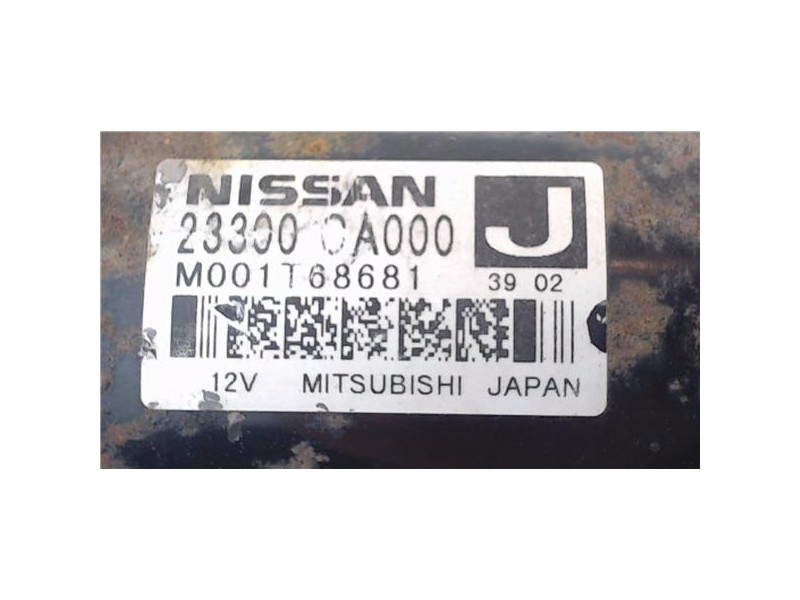 NISSAN
J
23300 CA000
M001T68681
39 02
12V MITSUBISHI JAPAN